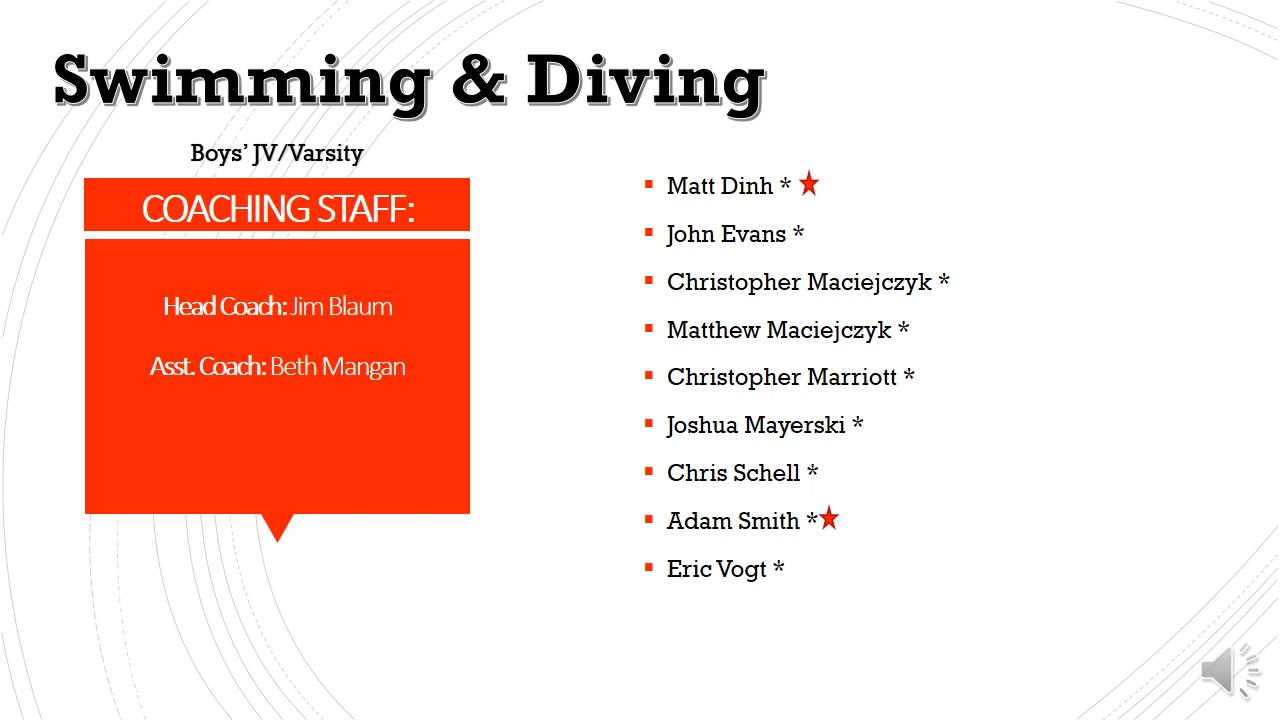 Swimming & Diving
Boys’ JV/Varsity
COACHING STAFF:
Head Coach: Jim Blaum
Asst. Coach: Beth Mangan
Matt Dinh *
John Evans *
Christopher Maciejczyk *
Matthew Maciejczyk *
Christopher Marriott *
Joshua Mayerski *
Chris Schell *
Adam Smith *
Eric Vogt *